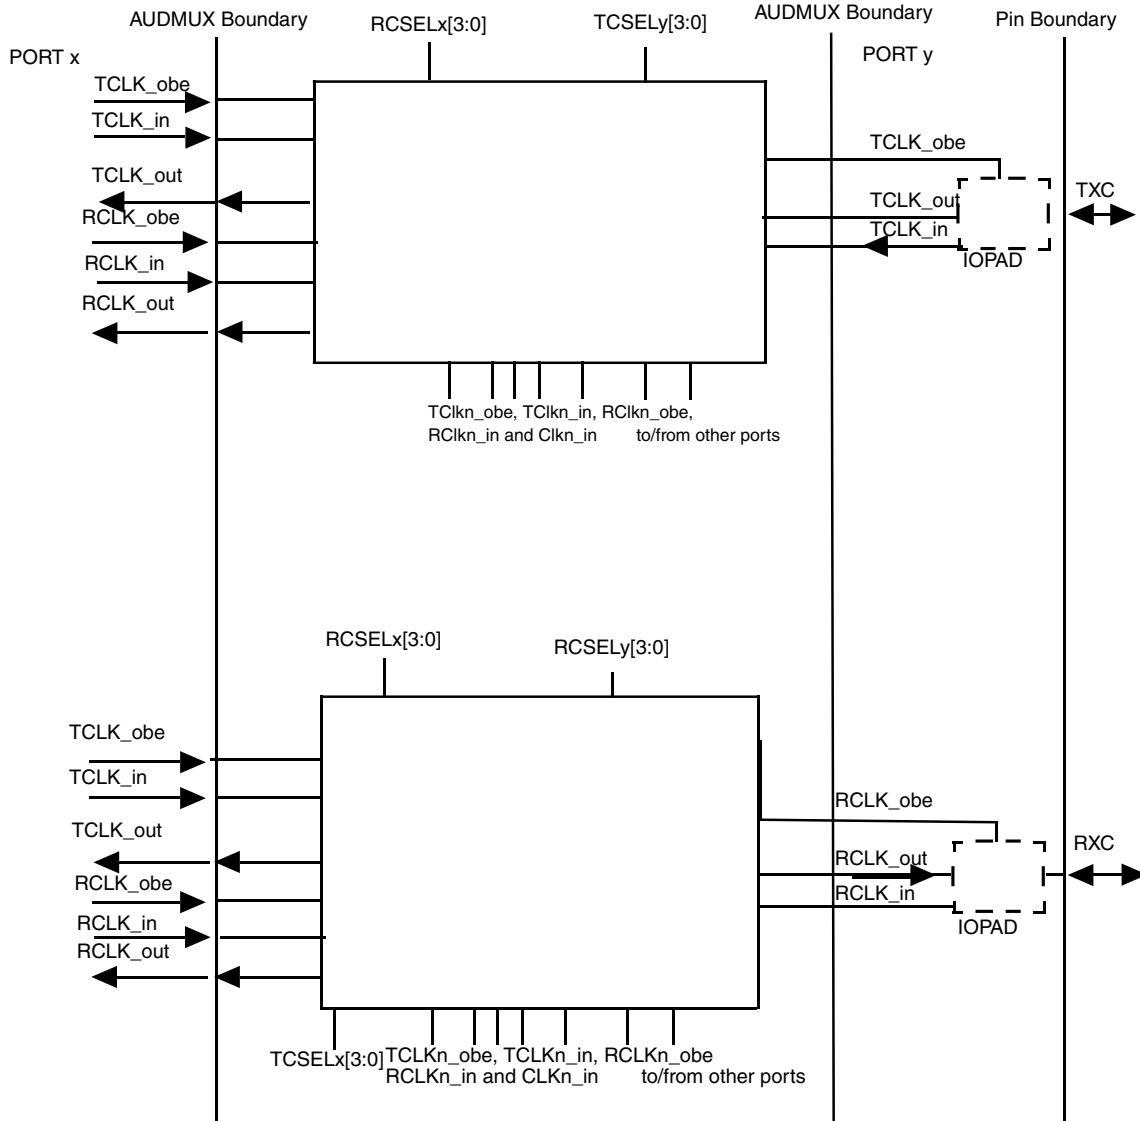 AUDMUX Boundary
RCSELx[3:0]
TCSELy[3:0]
AUDMUX Boundary
Pin Boundary
PORT x
PORT y
TCLK_obe
TCLK_in
TCLK_out
RCLK_obe
RCLK_in
RCLK_out
TCLK_obe
TCLK_out
TCLK_in
IOPAD
TXC
TClkn_obe, TClkn_in, RClkn_obe,
RClkn_in and Clkn_in to/from other ports
RCSELx[3:0]
RCSELy[3:0]
TCLK_obe
TCLK_in
TCLK_out
RCLK_obe
RCLK_in
RCLK_out
RCLK_obe
RCLK_out
RCLK_in
IOPAD
RXC
TCSELx[3:0]
TCLKn_obe, TCLKn_in, RCLKn_obe
RCLKn_in and CLKn_in to/from other ports